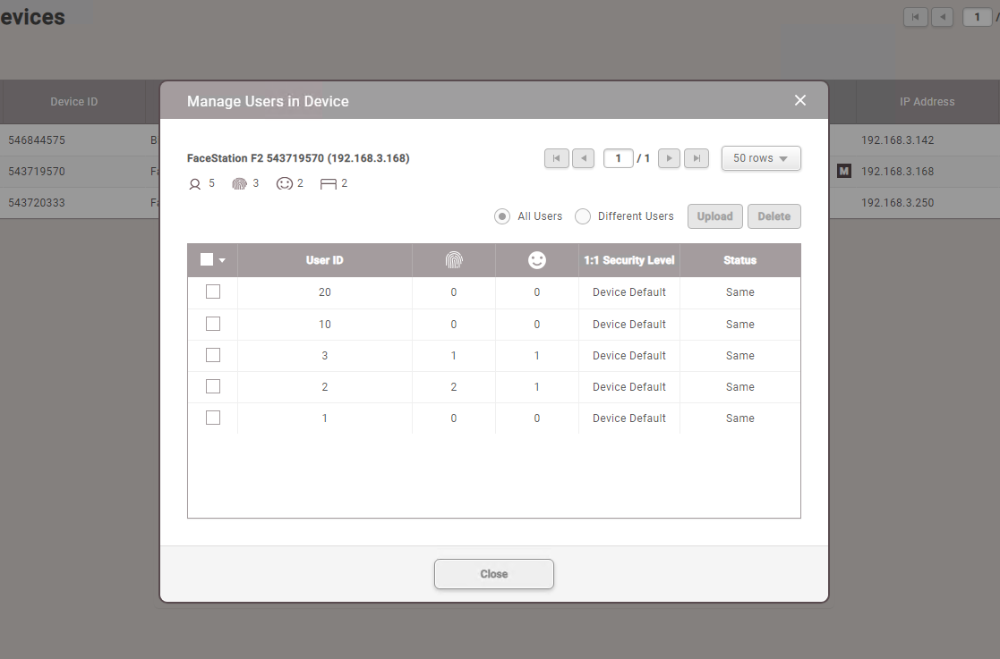 evices
1 /
Device ID
IP Address
546844575
B
192.168.3.142
543719570
Fa
M
192.168.3.168
543720333
Fa
192.168.3.250
Manage Users in Device
FaceStation F2 543719570 (192.168.3.168)
1 / 1
50 rows
5 3 2 2
All Users Different Users Upload Delete
User ID 1:1 Security Level Status
20 0 0 Device Default Same
10 0 0 Device Default Same
3 1 1 Device Default Same
2 2 1 Device Default Same
1 0 0 Device Default Same
Close